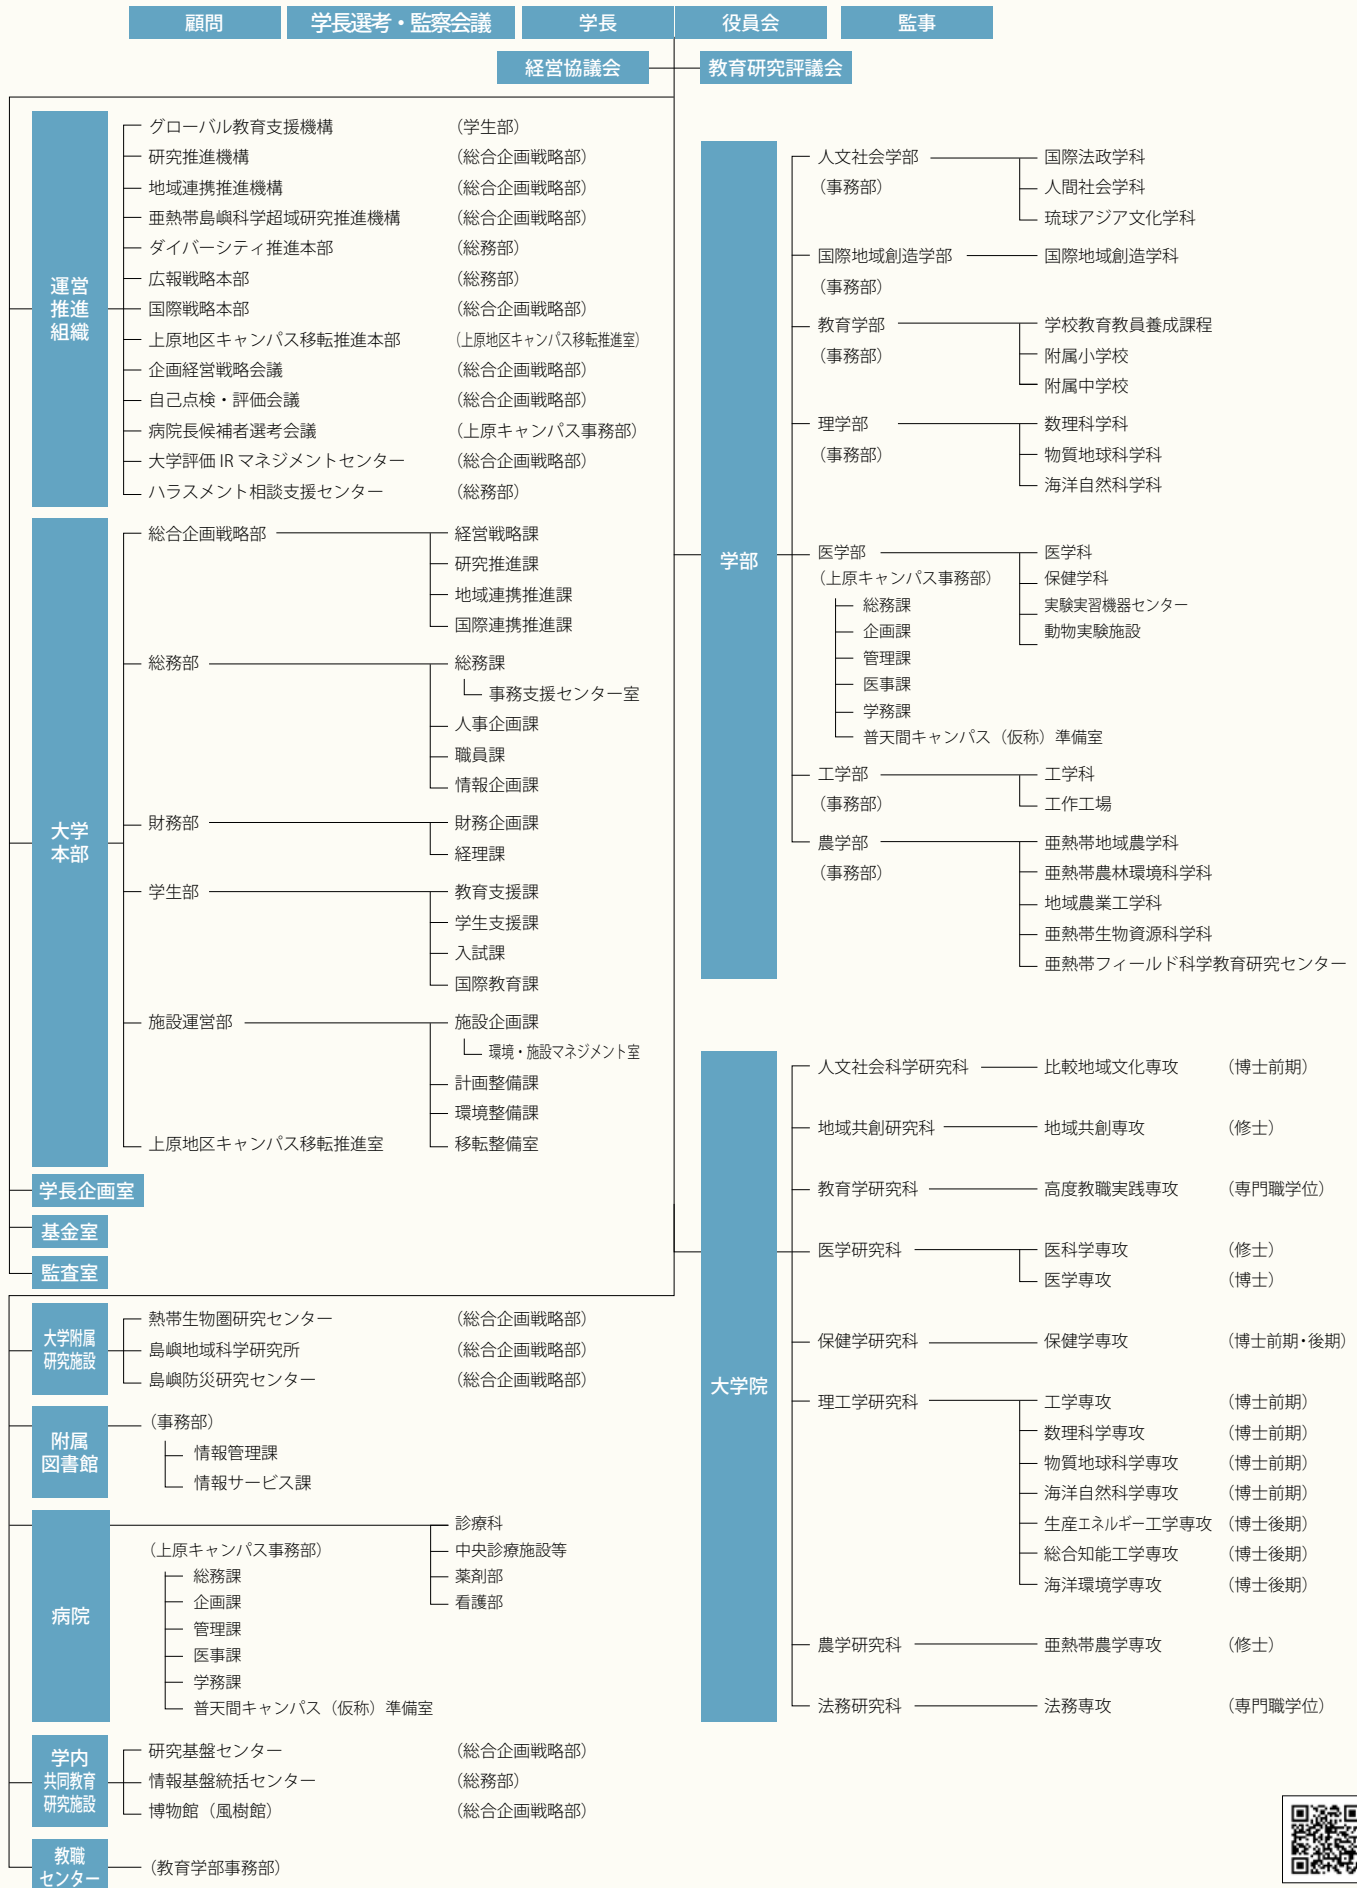 顧問
学長選考・監察会議
学長
役員会
監事
経営協議会
教育研究評議会
運営
推進
組織
グローバル教育支援機構 (学生部)
研究推進機構 (総合企画戦略部)
地域連携推進機構 (総合企画戦略部)
亜熱帯島嶼科学超域研究推進機構 (総合企画戦略部)
ダイバーシティ推進本部 (総務部)
広報戦略本部 (総務部)
国際戦略本部 (総合企画戦略部)
上原地区キャンパス移転推進本部 (上原地区キャンパス移転推進室)
企画経営戦略会議 (総合企画戦略部)
自己点検・評価会議 (総合企画戦略部)
病院長候補者選考会議 (上原キャンパス事務部)
大学評価 IR マネジメントセンター (総合企画戦略部)
ハラスメント相談支援センター (総務部)
大学
本部
総合企画戦略部
経営戦略課
研究推進課
地域連携推進課
国際連携推進課
総務部
総務課
事務支援センター室
人事企画課
職員課
情報企画課
財務部
財務企画課
経理課
学生部
教育支援課
学生支援課
入試課
国際教育課
施設運営部
施設企画課
環境・施設マネジメント室
計画整備課
環境整備課
上原地区キャンパス移転推進室
移転整備室
学長企画室
基金室
監査室
大学附属
研究施設
熱帯生物圏研究センター (総合企画戦略部)
島嶼地域科学研究所 (総合企画戦略部)
島嶼防災研究センター (総合企画戦略部)
附属
図書館
(事務部)
情報管理課
情報サービス課
病院
診療科
中央診療施設等
薬剤部
看護部
(上原キャンパス事務部)
総務課
企画課
管理課
医事課
学務課
普天間キャンパス（仮称）準備室
学内
共同教育
研究施設
研究基盤センター (総合企画戦略部)
情報基盤統括センター (総務部)
博物館（風樹館） (総合企画戦略部)
教職
センター
(教育学部事務部)
学部
人文社会学部
(事務部)
国際法政学科
人間社会学科
琉球アジア文化学科
国際地域創造学部
(事務部)
国際地域創造学科
教育学部
(事務部)
学校教育教員養成課程
附属小学校
附属中学校
理学部
(事務部)
数理科学科
物質地球科学科
海洋自然科学科
医学部
(上原キャンパス事務部)
総務課
企画課
管理課
医事課
学務課
普天間キャンパス（仮称）準備室
医学科
保健学科
実験実習機器センター
動物実験施設
工学部
(事務部)
工学科
工作工場
農学部
(事務部)
亜熱帯地域農学科
亜熱帯農林環境科学科
地域農業工学科
亜熱帯生物資源科学科
亜熱帯フィールド科学教育研究センター
大学院
人文社会科学研究科 比較地域文化専攻 (博士前期)
地域共創研究科 地域共創専攻 (修士)
教育学研究科 高度教職実践専攻 (専門職学位)
医学研究科 医科学専攻 (修士)
医学専攻 (博士)
保健学研究科 保健学専攻 (博士前期・後期)
理工学研究科 工学専攻 (博士前期)
数理科学専攻 (博士前期)
物質地球科学専攻 (博士前期)
海洋自然科学専攻 (博士前期)
生産エネルギー工学専攻 (博士後期)
総合知能工学専攻 (博士後期)
海洋環境学専攻 (博士後期)
農学研究科 亜熱帯農学専攻 (修士)
法務研究科 法務専攻 (専門職学位)